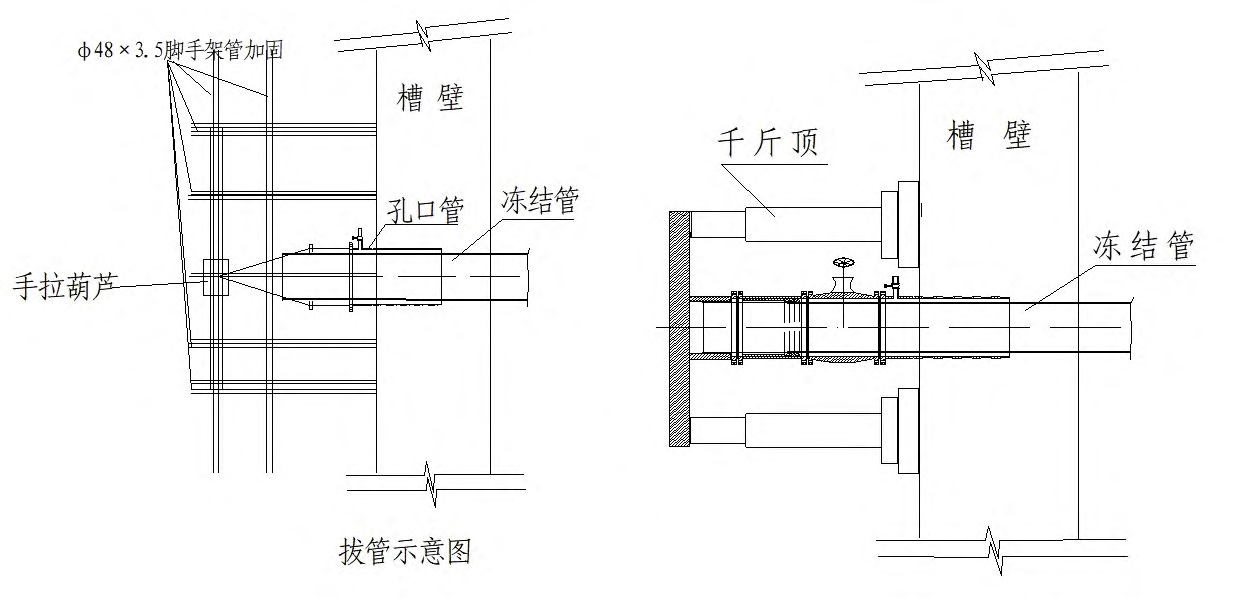 ф48×3.5脚手架管加固
槽壁
孔口管
冻结管
手拉葫芦
拔管示意图
千斤顶
槽壁
冻结管